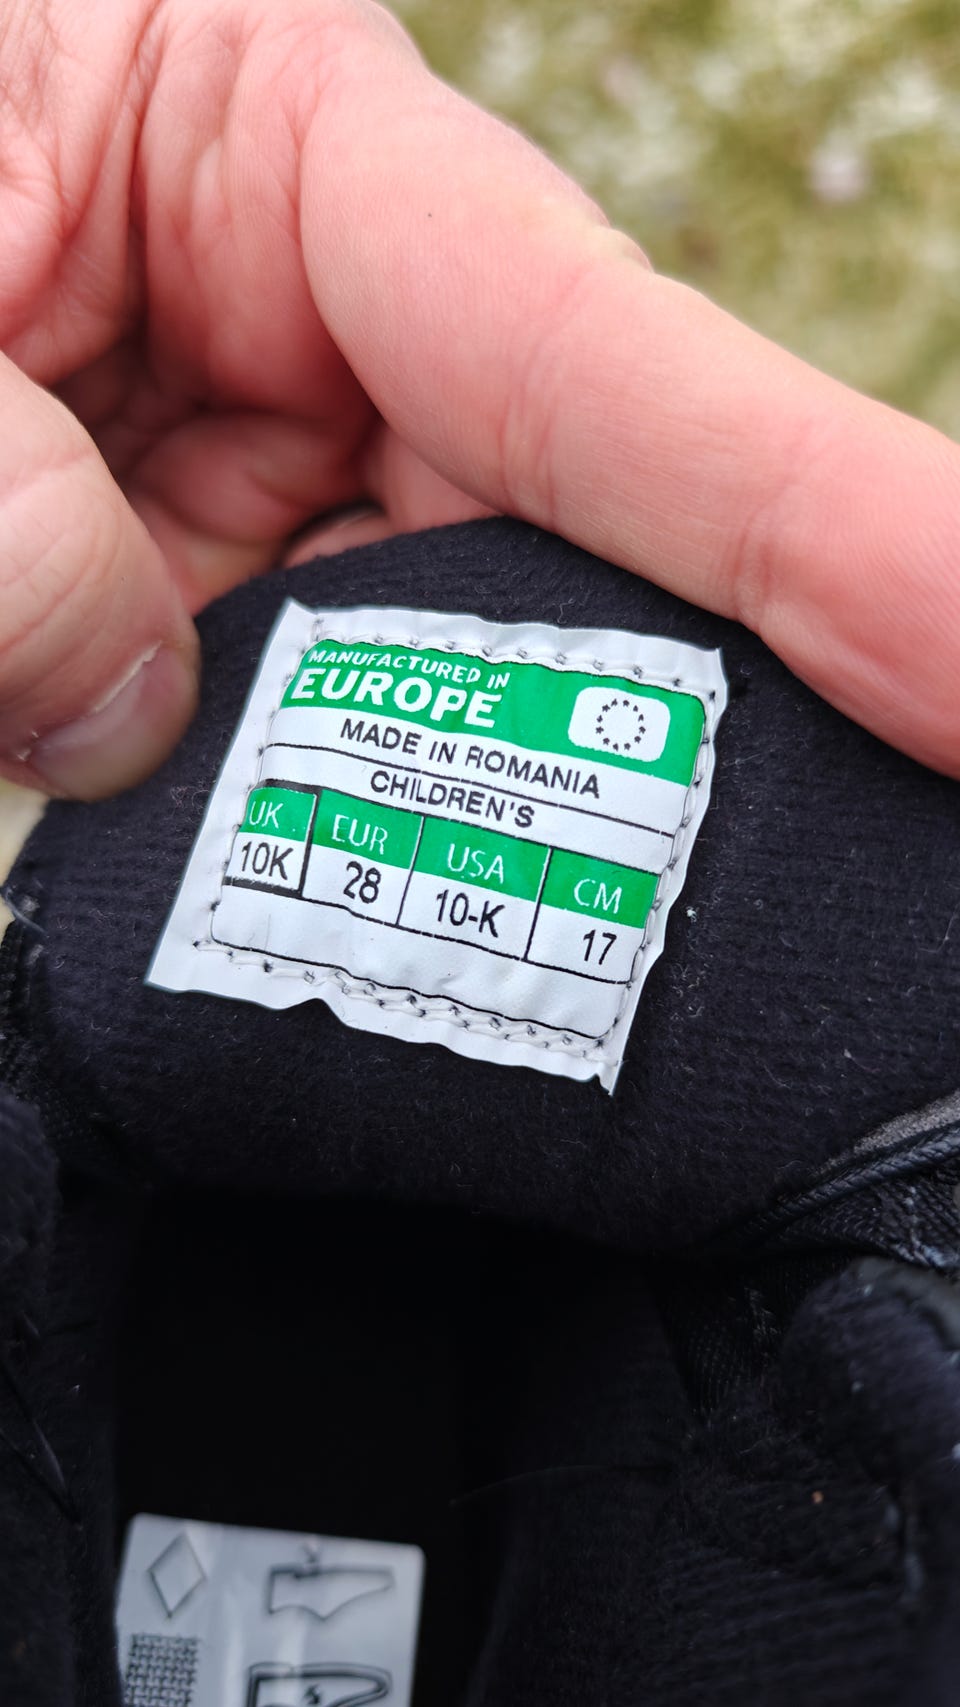 MANUFACTURED IN
EUROPE
MADE IN ROMANIA
CHILDREN'S
UK EUR USA CM
10K 28 10-K 17